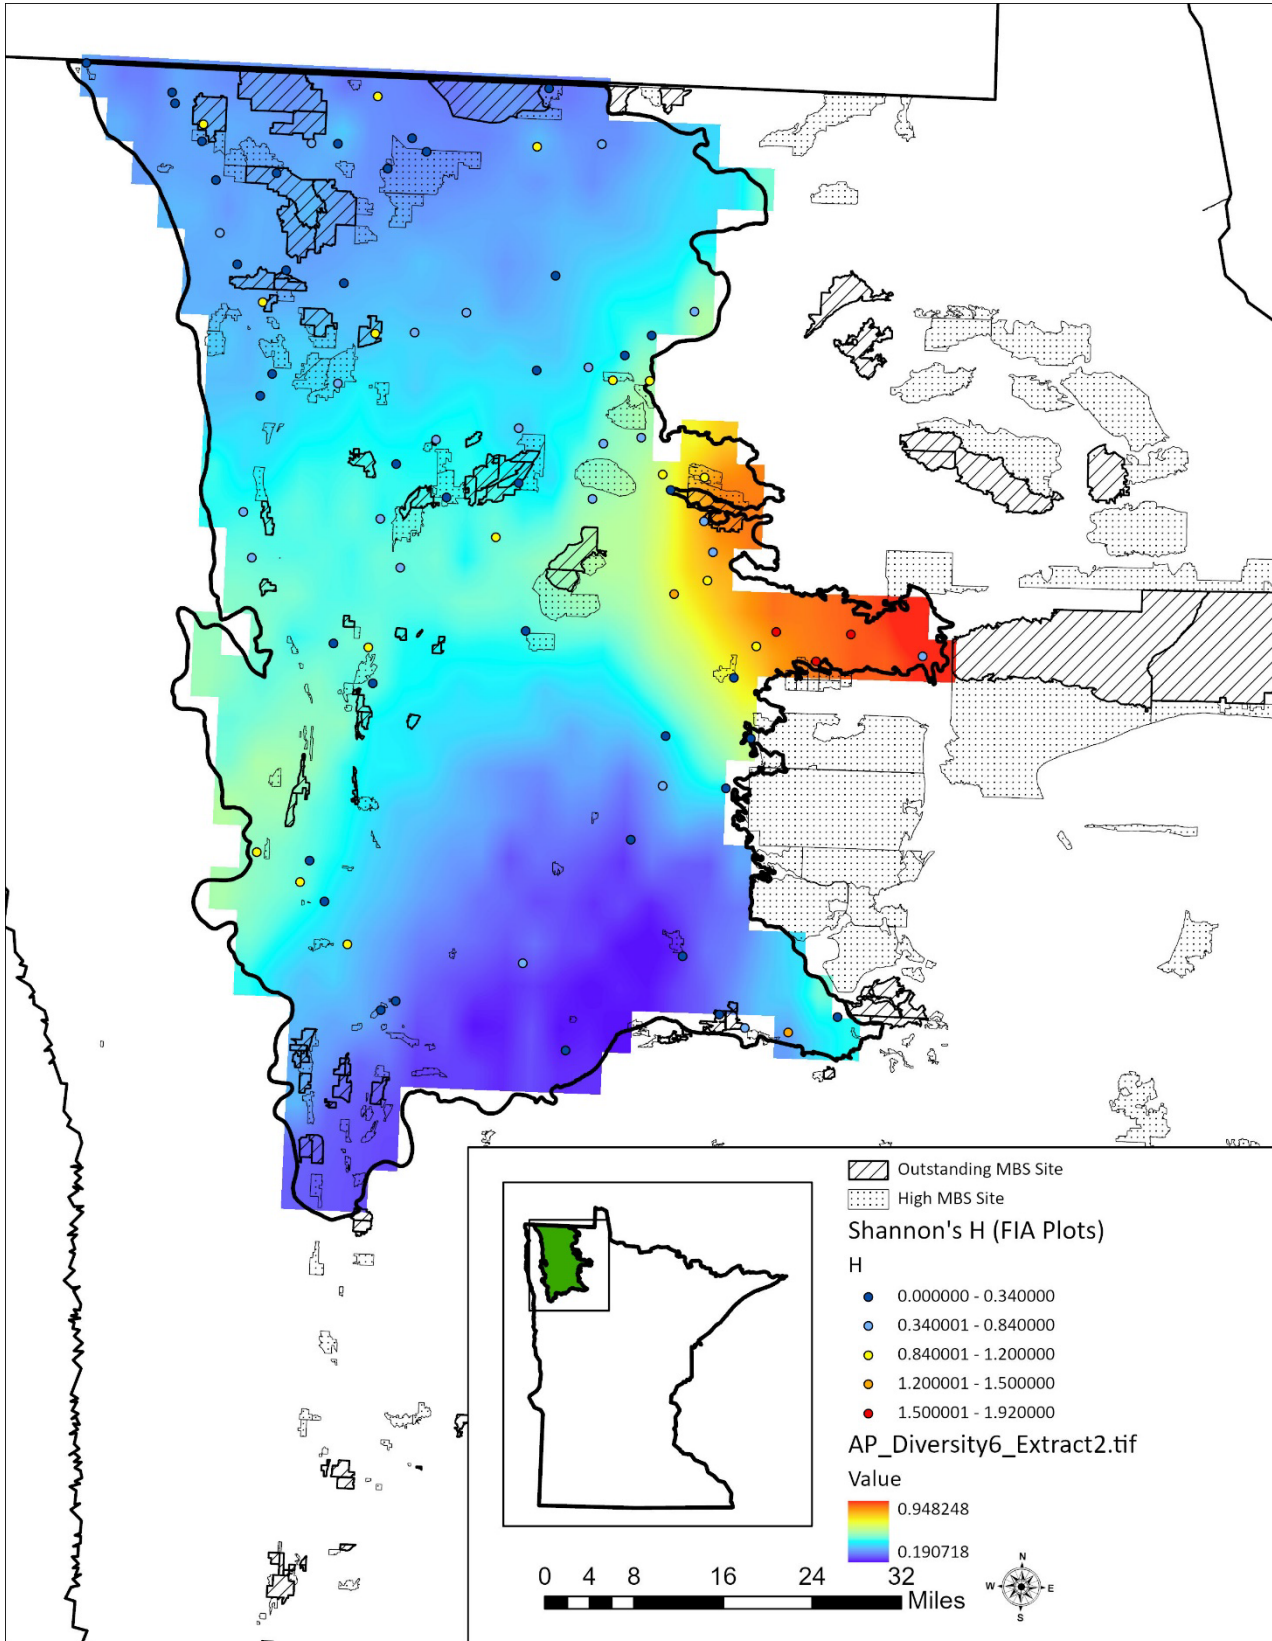 Outstanding MBS Site
High MBS Site
Shannon's H (FIA Plots)
H
0.000000 - 0.340000
0.340001 - 0.840000
0.840001 - 1.200000
1.200001 - 1.500000
1.500001 - 1.920000
AP_Diversity6_Extract2.tif
Value
0.948248
0.190718
0 4 8 16 24 32
Miles
N
W E
S